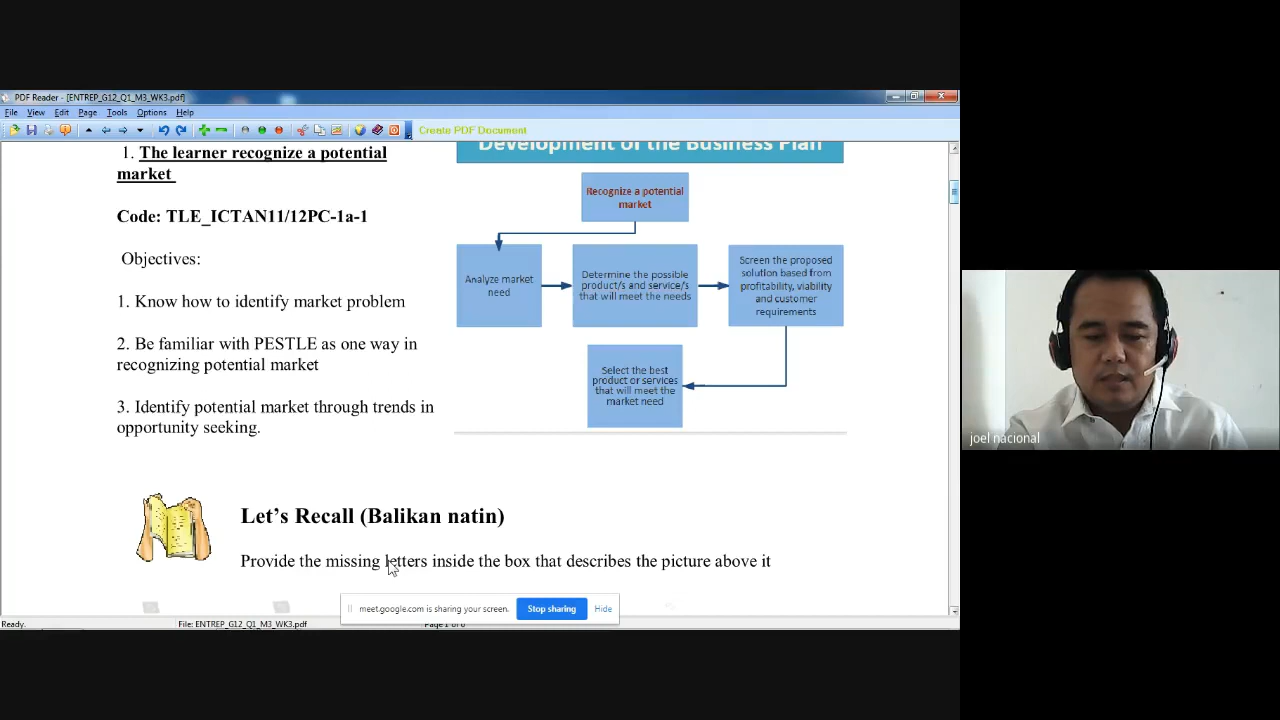 PDF Reader - [ENTREP_G12_Q1_M3_WK3.pdf]
File View Edit Page Tools Options Help
Create PDF Document
1. The learner recognize a potential
market
Code: TLE_ICTAN11/12PC-1a-1
Objectives:
1. Know how to identify market problem
2. Be familiar with PESTLE as one way in
recognizing potential market
3. Identify potential market through trends in
opportunity seeking.
Development of the Business Plan
Recognize a potential
market
Analyze market
need
Determine the possible
product/s and service/s
that will meet the needs
Screen the proposed
solution based from
profitability, viability
and customer
requirements
Select the best
product or services
that will meet the
market need
joel nacional
Let's Recall (Balikan natin)
Provide the missing letters inside the box that describes the picture above it
meet.google.com is sharing your screen. Stop sharing Hide
Ready. File: ENTREP_G12_Q1_M3_WK3.pdf